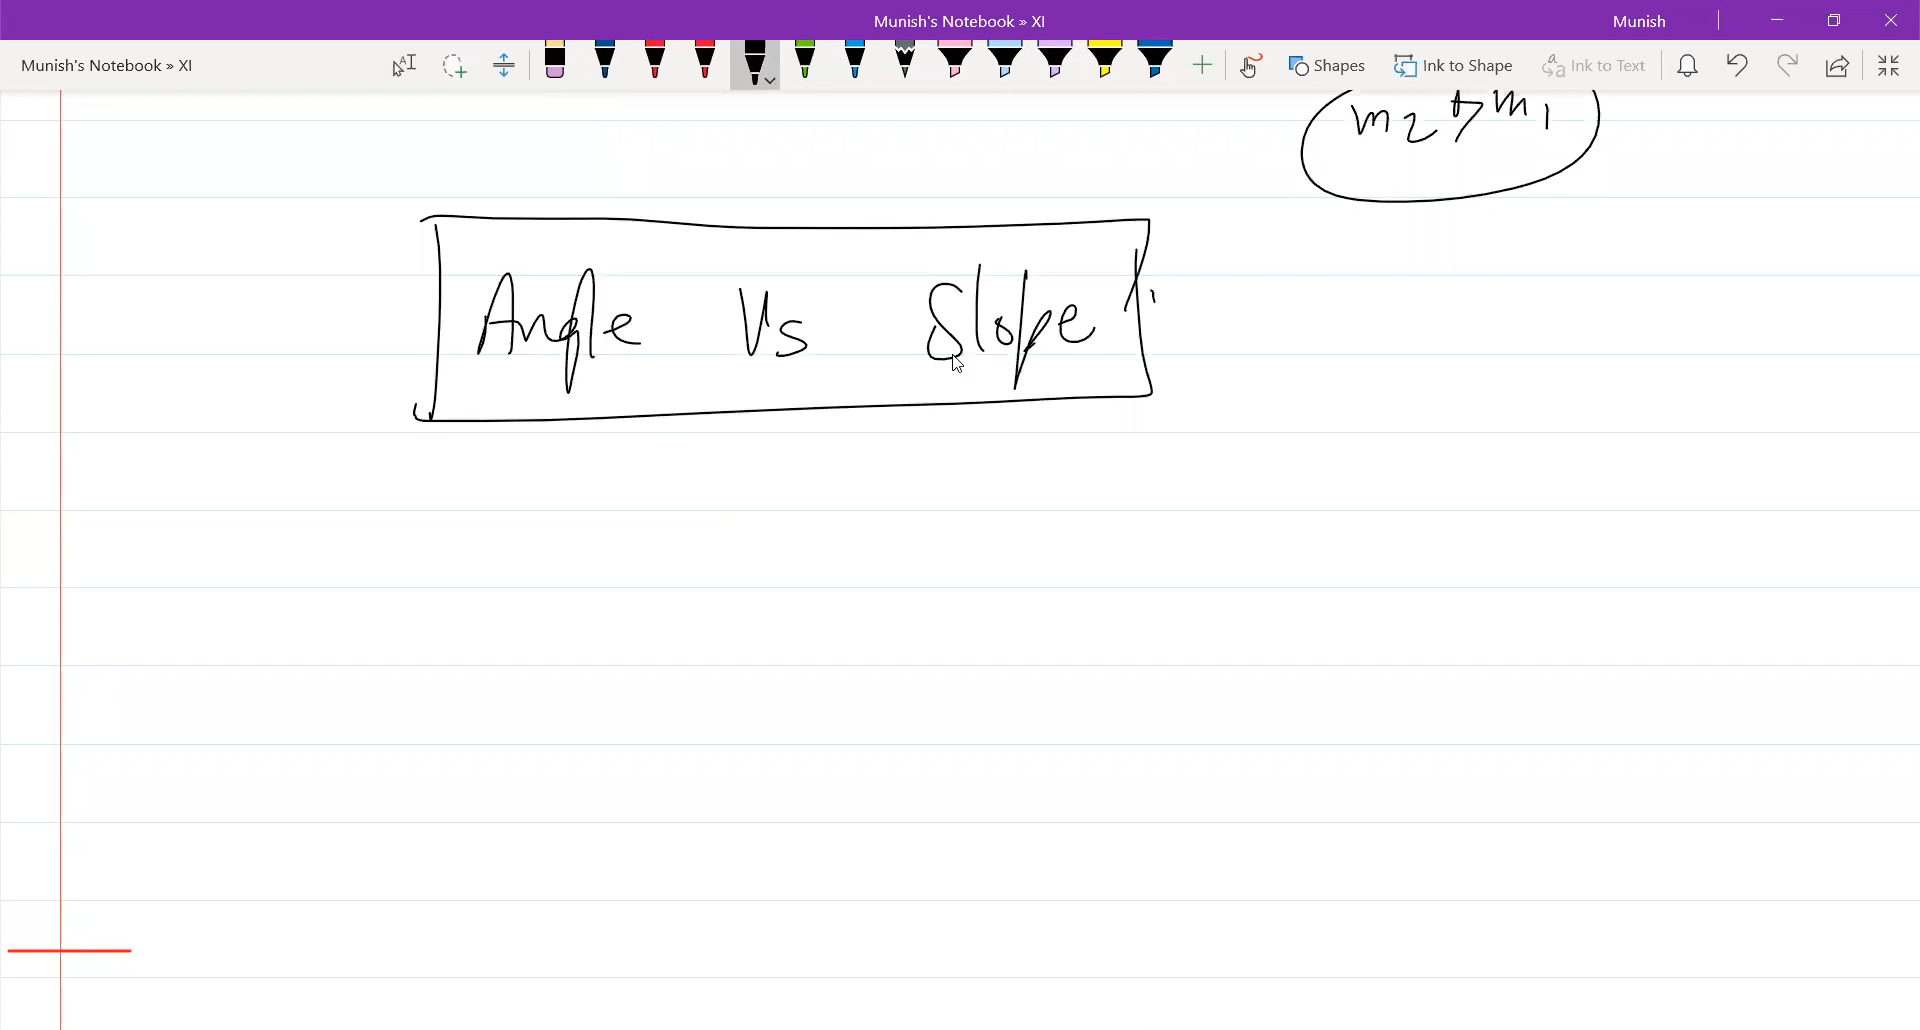 Munish's Notebook » XI
Munish
Munish's Notebook » XI
Shapes
Ink to Shape
Ink to Text
m2 > m1
Angle Vs Slope